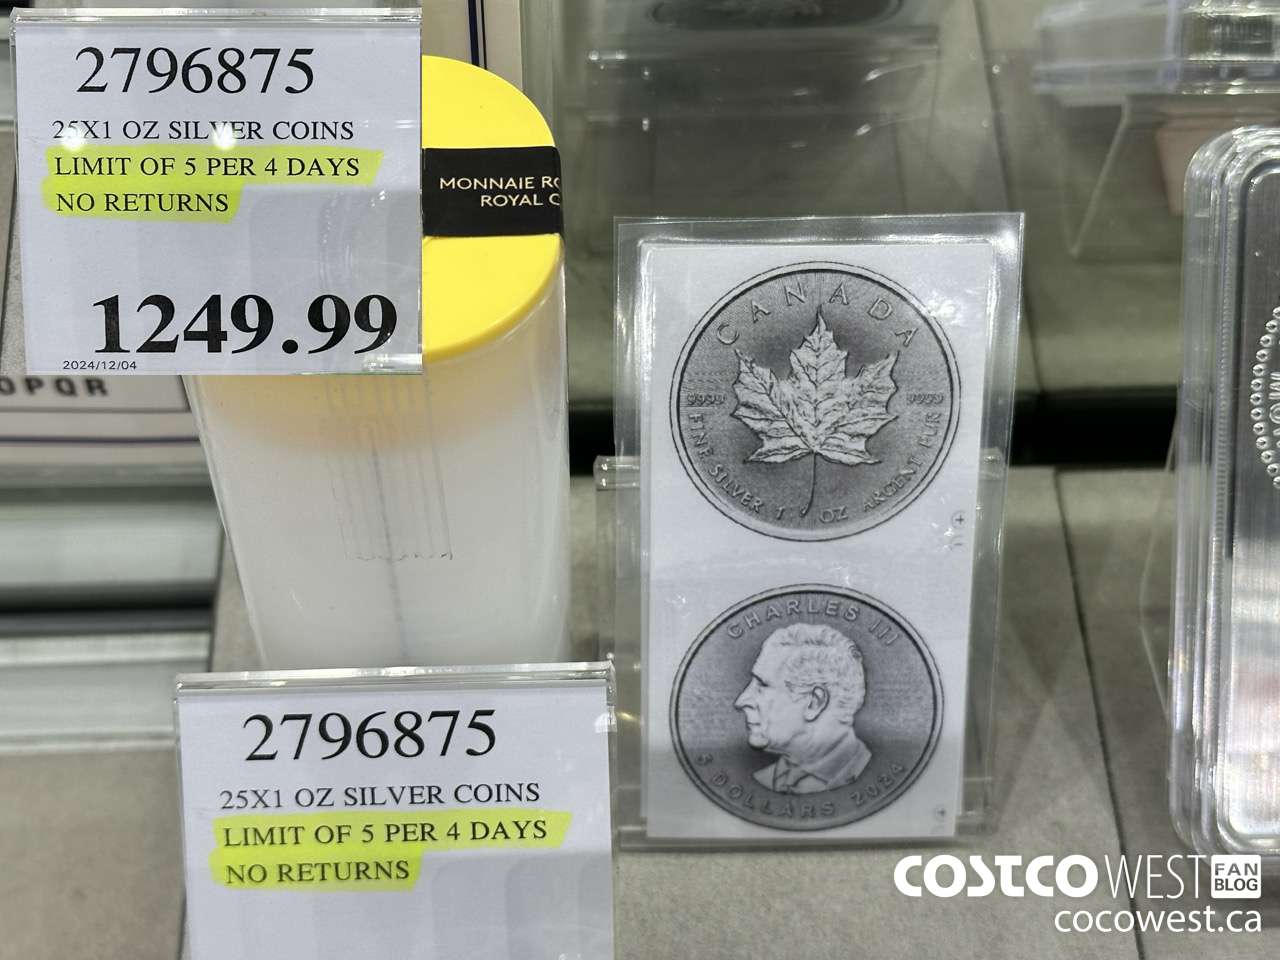 2796875
25X1 OZ SILVER COINS
LIMIT OF 5 PER 4 DAYS
NO RETURNS
1249.99
2024/12/04
OPQR
MONNAIE RO
ROYAL C
CANADA
9999 9999
FINE SILVER 1 OZ ARGENT PUR
CHARLES III
5 DOLLARS 2024
2796875
25X1 OZ SILVER COINS
LIMIT OF 5 PER 4 DAYS
NO RETURNS
COSTCO WEST FAN BLOG
cocowest.ca